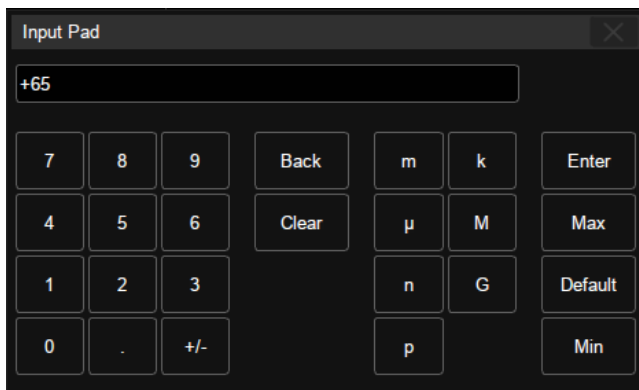 Input Pad
+65
7 8 9 Back m k Enter
4 5 6 Clear µ M Max
1 2 3 n G Default
0 . +/- p Min